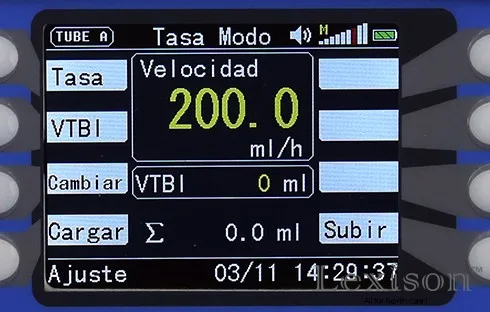 TUBE A Tasa Modo M
Tasa
Velocidad
200.0
ml/h
VTBI
Cambiar
VTBI 0 ml
Cargar
Σ 0.0 ml
Subir
Ajuste 03/11 14:29:37
Lexison™